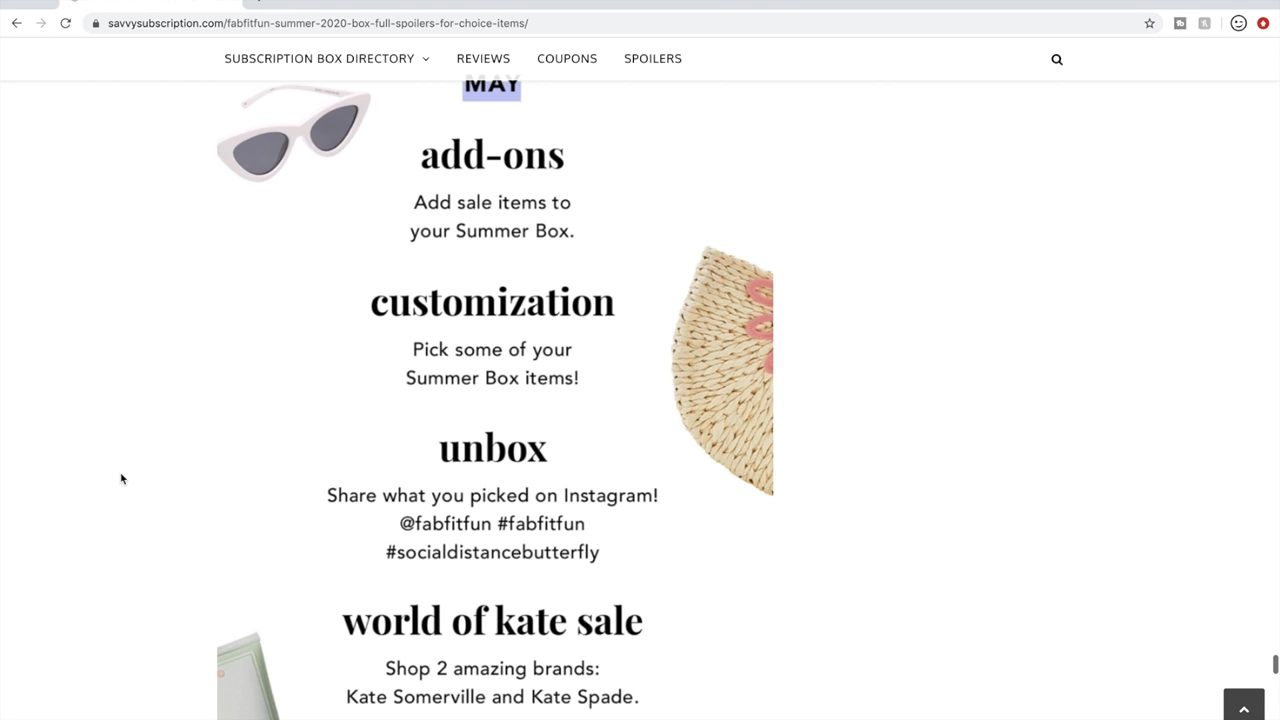 savvysubscription.com/fabfitfun-summer-2020-box-full-spoilers-for-choice-items/
SUBSCRIPTION BOX DIRECTORY REVIEWS COUPONS SPOILERS
MAY
add-ons
Add sale items to
your Summer Box.
customization
Pick some of your
Summer Box items!
unbox
Share what you picked on Instagram!
@fabfitfun #fabfitfun
#socialdistancebutterfly
world of kate sale
Shop 2 amazing brands:
Kate Somerville and Kate Spade.